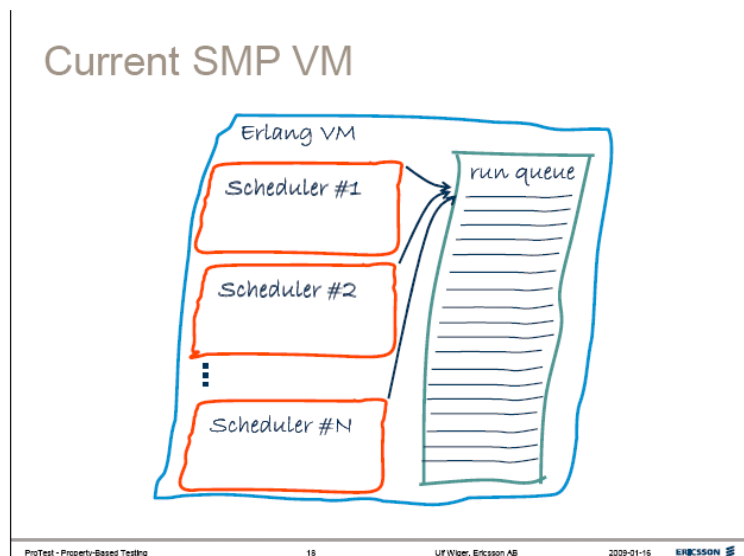 Current SMP VM
Erlang VM
Scheduler #1
run queue
Scheduler #2
Scheduler #N
ProTest - Property-Based Testing
18
Ulf Wiger, Ericsson AB
2009-01-16
ERICSSON